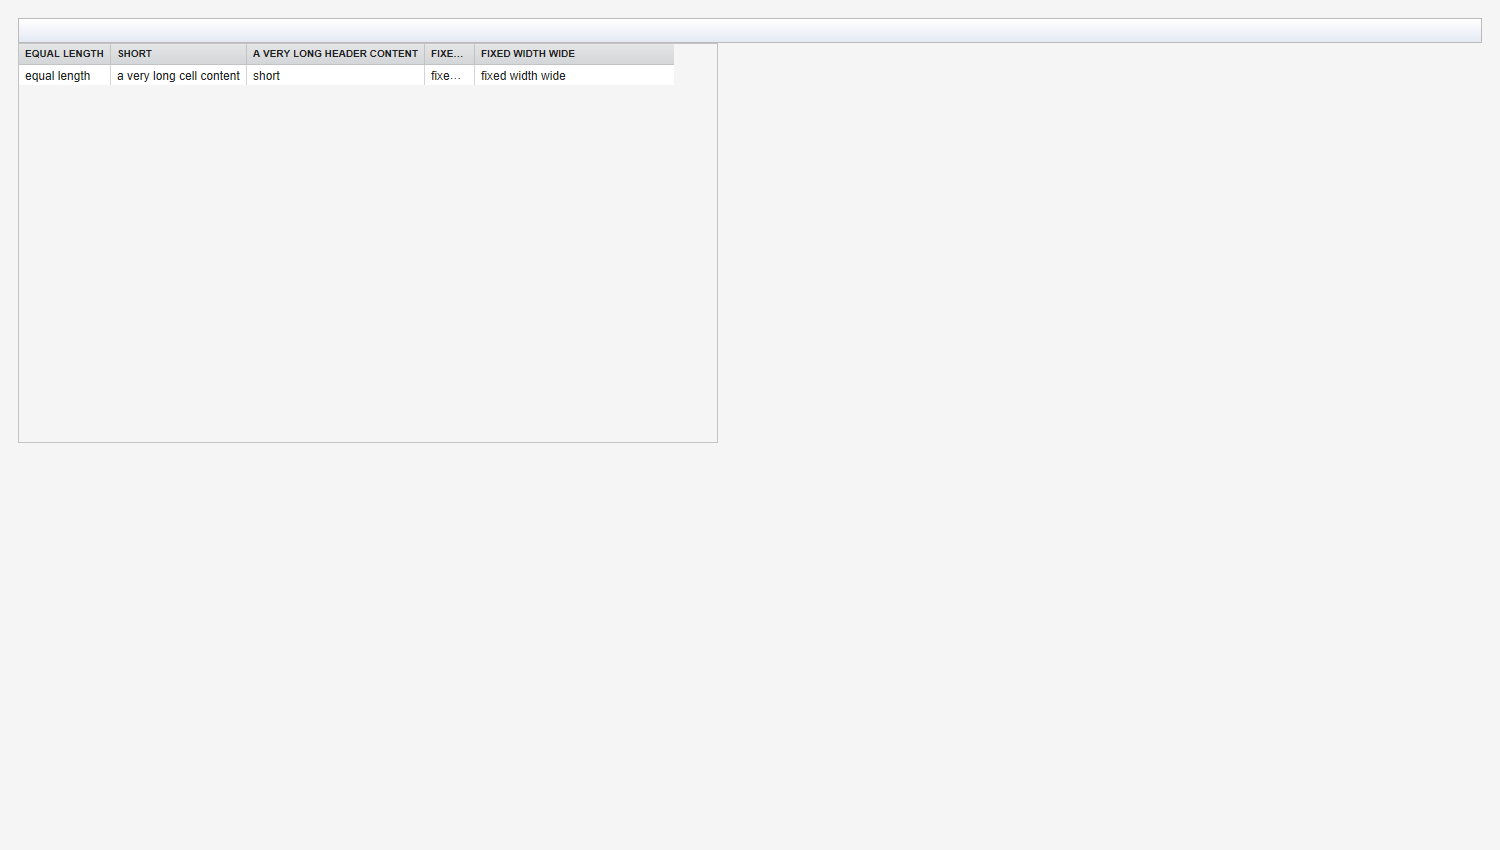 EQUAL LENGTH SHORT A VERY LONG HEADER CONTENT FIXE... FIXED WIDTH WIDE
equal length a very long cell content short fixe... fixed width wide